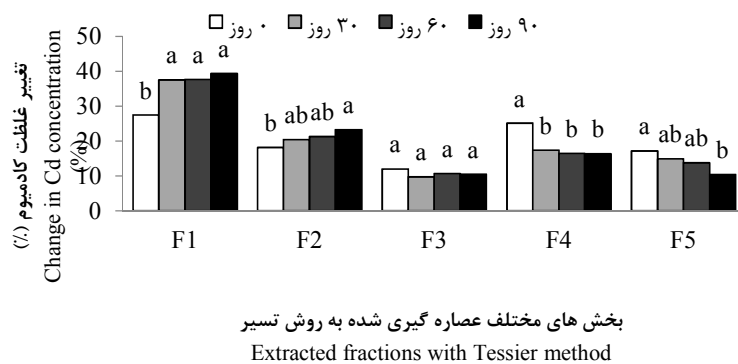 ۰ روز ۳۰ روز ۶۰ روز ۹۰ روز
تغییر غلظت کادمیوم (٪)
Change in Cd concentration
(%)
50
40
30
20
10
0
b a a a
b ab ab a
a a a a
a b b b
a ab ab b
F1 F2 F3 F4 F5
بخش های مختلف عصاره گیری شده به روش تسیر
Extracted fractions with Tessier method